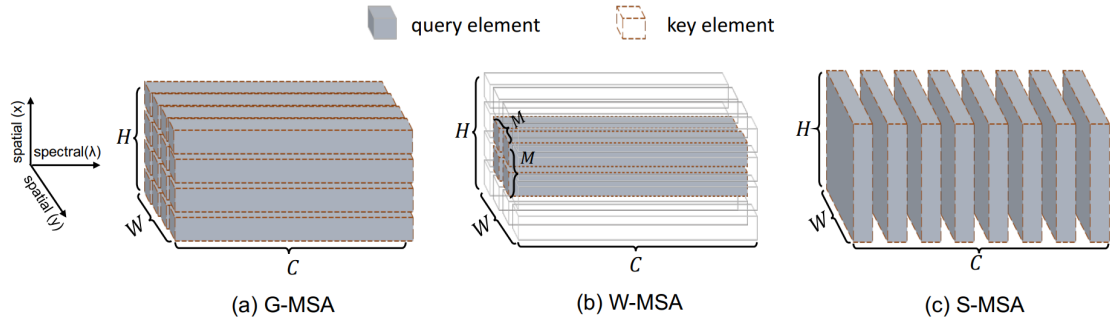 query element
key element
spatial (x)
spectral(λ)
spatial (y)
H
W
C
(a) G-MSA
H
M
M
W
C
(b) W-MSA
H
W
C
(c) S-MSA